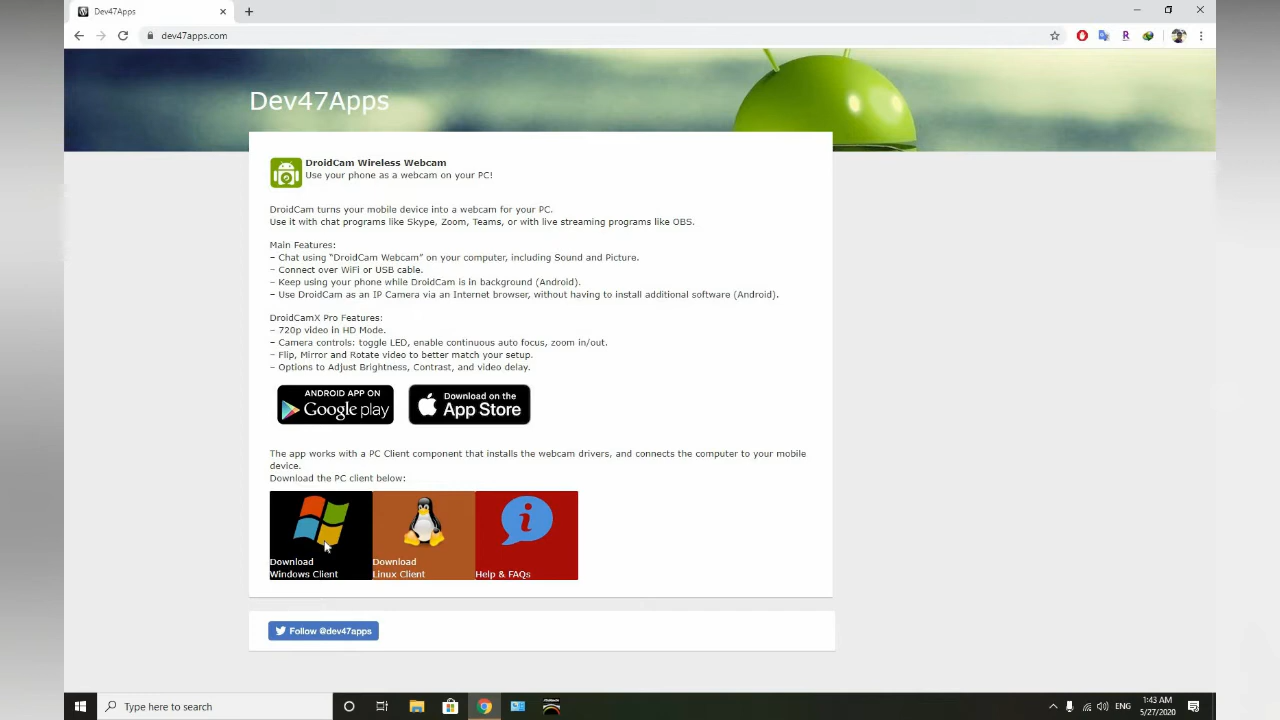 Dev47Apps
dev47apps.com
Dev47Apps
DroidCam Wireless Webcam
Use your phone as a webcam on your PC!
DroidCam turns your mobile device into a webcam for your PC.
Use it with chat programs like Skype, Zoom, Teams, or with live streaming programs like OBS.
Main Features:
– Chat using “DroidCam Webcam” on your computer, including Sound and Picture.
– Connect over WiFi or USB cable.
– Keep using your phone while DroidCam is in background (Android).
– Use DroidCam as an IP Camera via an Internet browser, without having to install additional software (Android).
DroidCamX Pro Features:
– 720p video in HD Mode.
– Camera controls: toggle LED, enable continuous auto focus, zoom in/out.
– Flip, Mirror and Rotate video to better match your setup.
– Options to Adjust Brightness, Contrast, and video delay.
ANDROID APP ON
Google play
Download on the
App Store
The app works with a PC Client component that installs the webcam drivers, and connects the computer to your mobile
device.
Download the PC client below:
Download
Windows Client
Download
Linux Client
Help & FAQs
Follow @dev47apps
Type here to search
ENG
1:43 AM
5/27/2020